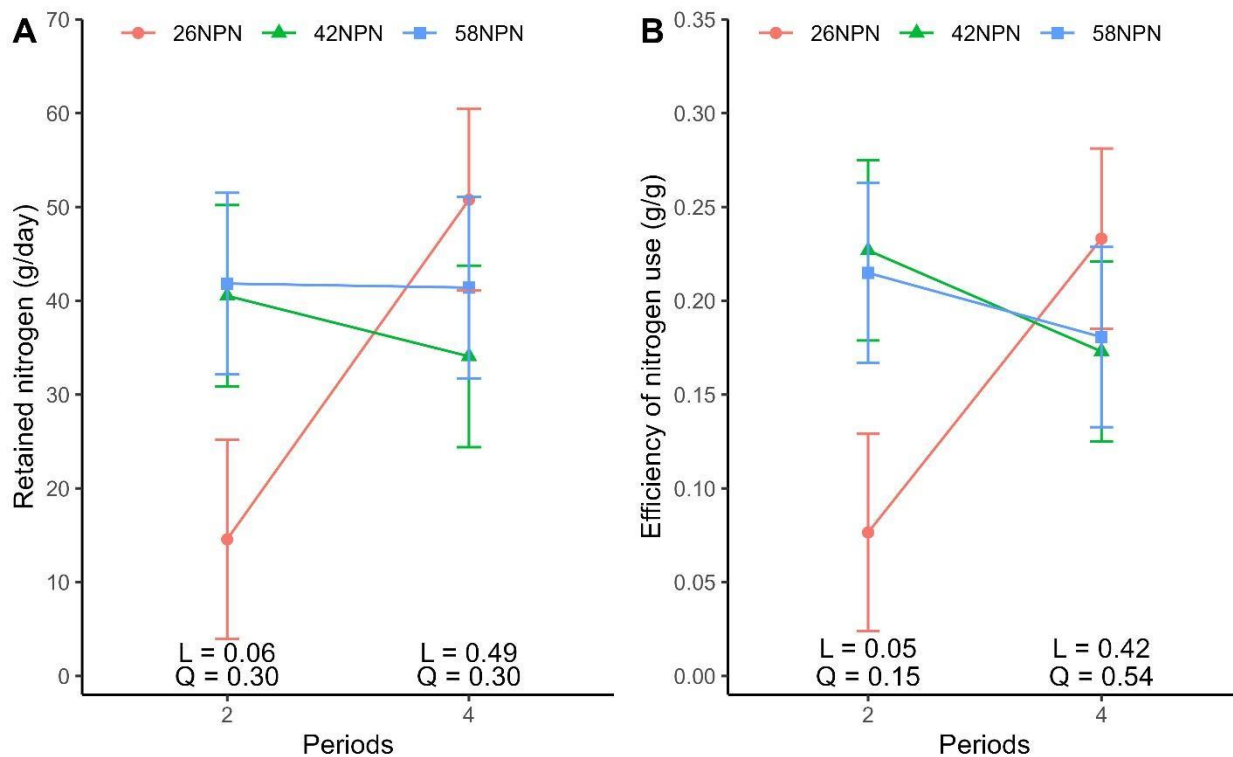 A
26NPN 42NPN 58NPN
Retained nitrogen (g/day)
70
60
50
40
30
20
10
0
L = 0.06 L = 0.49
Q = 0.30 Q = 0.30
2 4
Periods
B
26NPN 42NPN 58NPN
Efficiency of nitrogen use (g/g)
0.35
0.30
0.25
0.20
0.15
0.10
0.05
0.00
L = 0.05 L = 0.42
Q = 0.15 Q = 0.54
2 4
Periods